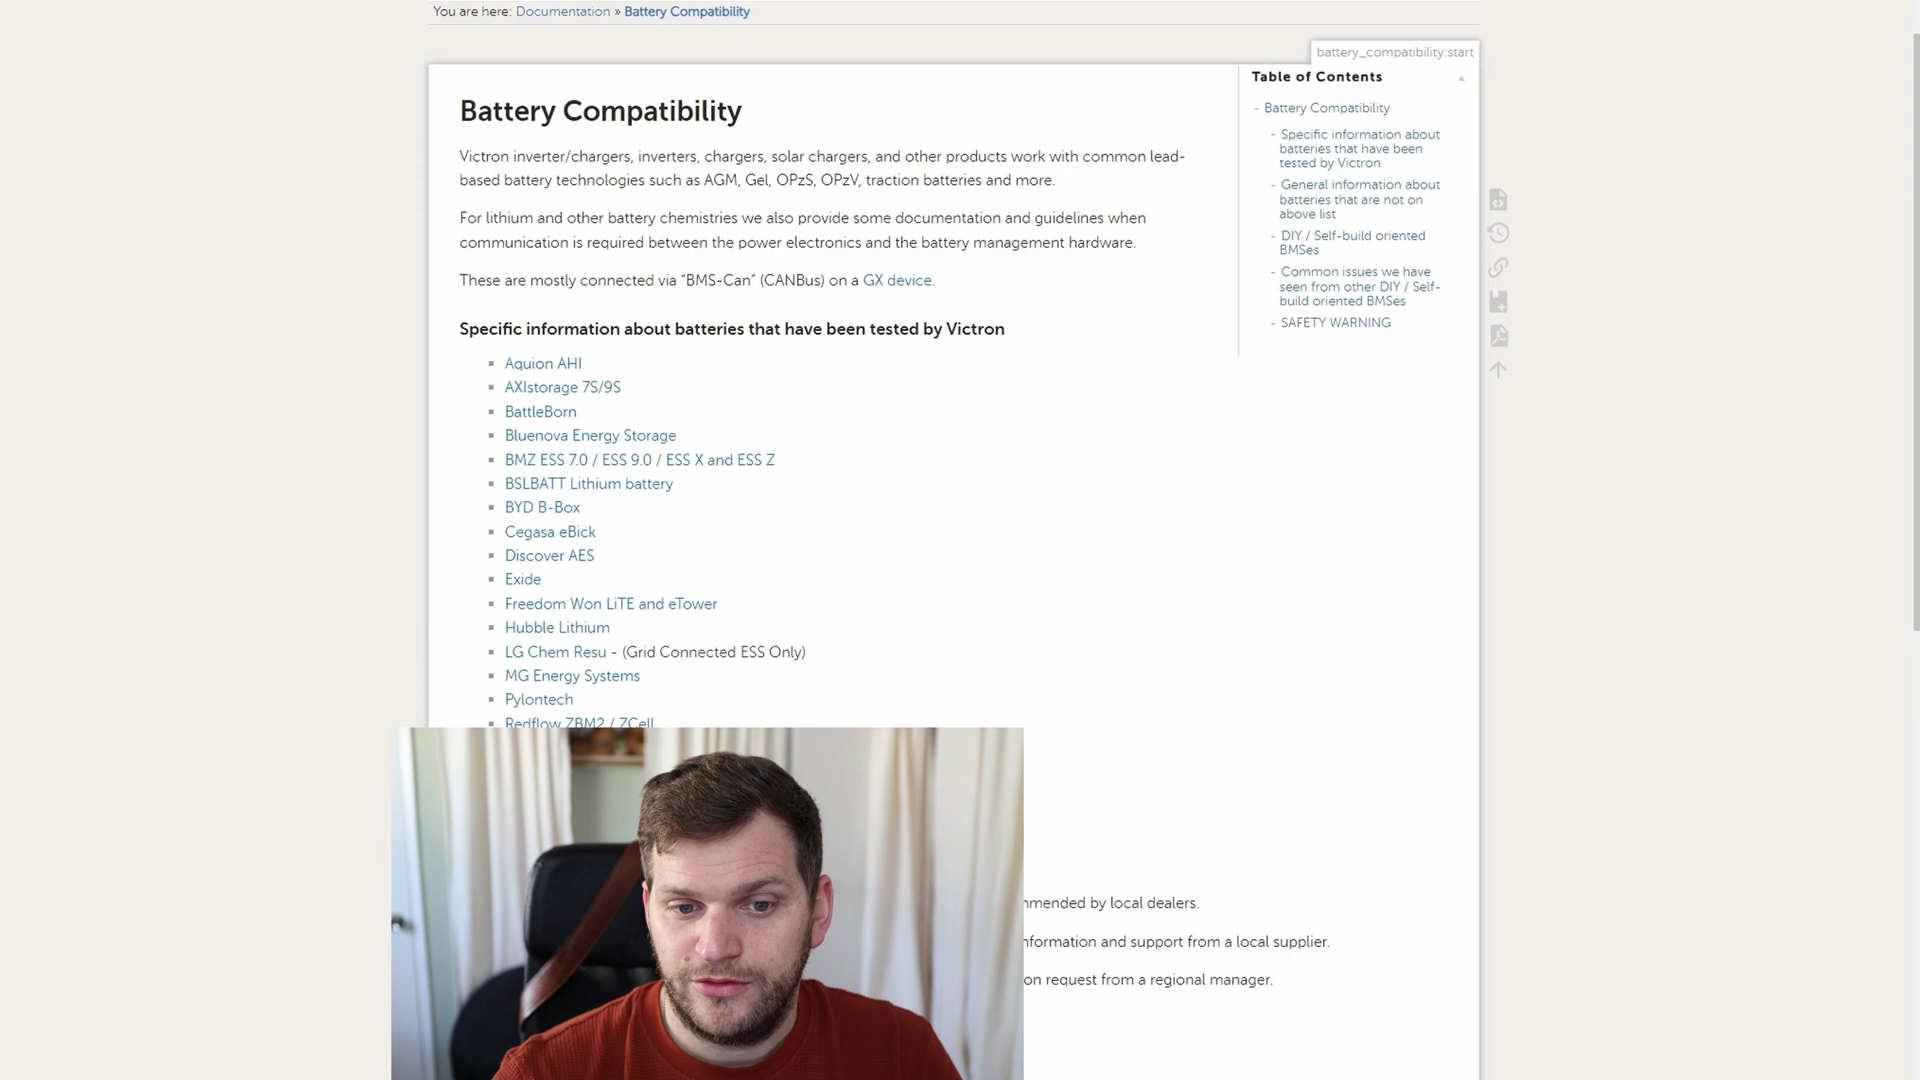 You are here: Documentation » Battery Compatibility
battery_compatibility:start
Table of Contents
- Battery Compatibility
- Specific information about
batteries that have been
tested by Victron
- General information about
batteries that are not on
above list
- DIY / Self-build oriented
BMSes
- Common issues we have
seen from other DIY / Self-
build oriented BMSes
- SAFETY WARNING
Battery Compatibility
Victron inverter/chargers, inverters, chargers, solar chargers, and other products work with common lead-
based battery technologies such as AGM, Gel, OPzS, OPzV, traction batteries and more.
For lithium and other battery chemistries we also provide some documentation and guidelines when
communication is required between the power electronics and the battery management hardware.
These are mostly connected via “BMS-Can” (CANBus) on a GX device.
Specific information about batteries that have been tested by Victron
Aquion AHI
AXIstorage 7S/9S
BattleBorn
Bluenova Energy Storage
BMZ ESS 7.0 / ESS 9.0 / ESS X and ESS Z
BSLBATT Lithium battery
BYD B-Box
Cegasa eBick
Discover AES
Exide
Freedom Won LiTE and eTower
Hubble Lithium
LG Chem Resu - (Grid Connected ESS Only)
MG Energy Systems
Pylontech
Redflow ZBM2 / ZCell
mmended by local dealers.
nformation and support from a local supplier.
on request from a regional manager.